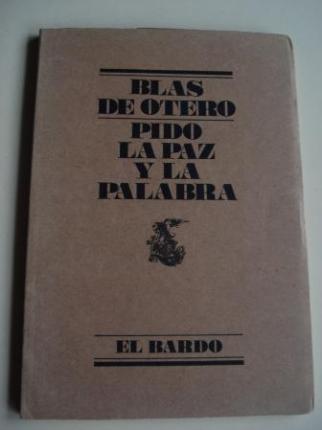 BLAS
DE OTERO
PIDO
LA PAZ
Y LA
PALABRA
EL BARDO